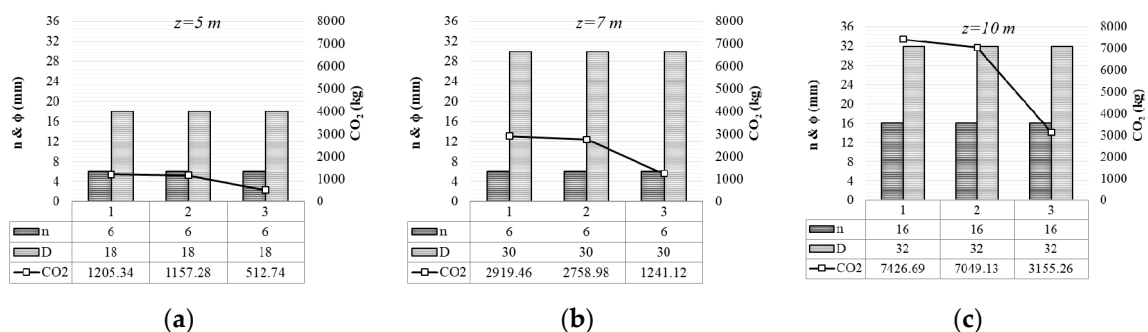 z=5 m
n & ϕ (mm)
36
32
28
24
20
16
12
8
4
0
CO₂ (kg)
8000
7000
6000
5000
4000
3000
2000
1000
0
1 2 3
n 6 6 6
D 18 18 18
CO2 1205.34 1157.28 512.74
(a)
z=7 m
n & ϕ (mm)
36
32
28
24
20
16
12
8
4
0
CO₂ (kg)
8000
7000
6000
5000
4000
3000
2000
1000
0
1 2 3
n 6 6 6
D 30 30 30
CO2 2919.46 2758.98 1241.12
(b)
z=10 m
n & ϕ (mm)
36
32
28
24
20
16
12
8
4
0
CO₂ (kg)
8000
7000
6000
5000
4000
3000
2000
1000
0
1 2 3
n 16 16 16
D 32 32 32
CO2 7426.69 7049.13 3155.26
(c)